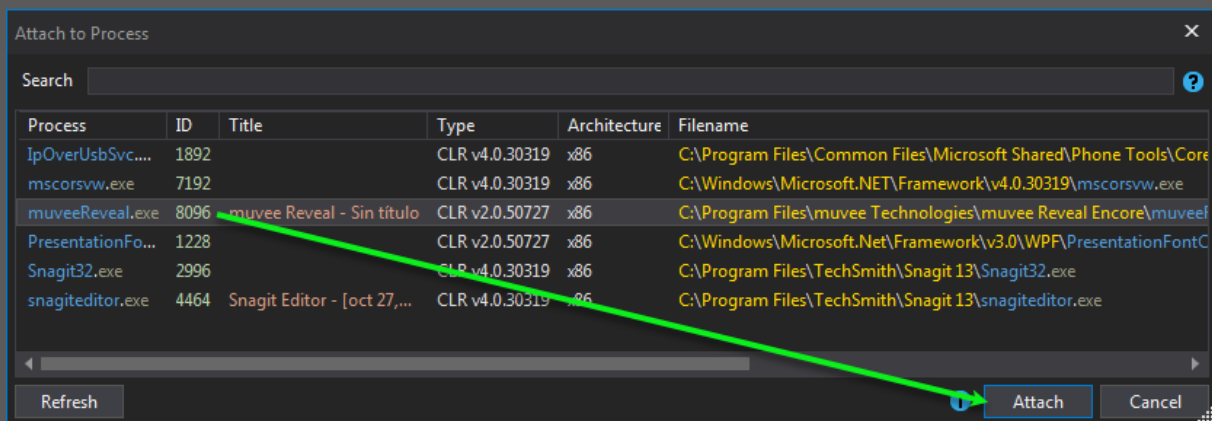 Attach to Process
Search
Process ID Title Type Architecture Filename
IpOverUsbSvc.... 1892 CLR v4.0.30319 x86 C:\Program Files\Common Files\Microsoft Shared\Phone Tools\Core
mscorsvw.exe 7192 CLR v4.0.30319 x86 C:\Windows\Microsoft.NET\Framework\v4.0.30319\mscorsvw.exe
muveeReveal.exe 8096 muvee Reveal - Sin título CLR v2.0.50727 x86 C:\Program Files\muvee Technologies\muvee Reveal Encore\muveeR
PresentationFo... 1228 CLR v2.0.50727 x86 C:\Windows\Microsoft.Net\Framework\v3.0\WPF\PresentationFontC
Snagit32.exe 2996 CLR v4.0.30319 x86 C:\Program Files\TechSmith\Snagit 13\Snagit32.exe
snagiteditor.exe 4464 Snagit Editor - [oct 27,... CLR v4.0.30319 x86 C:\Program Files\TechSmith\Snagit 13\snagiteditor.exe
Refresh Attach Cancel